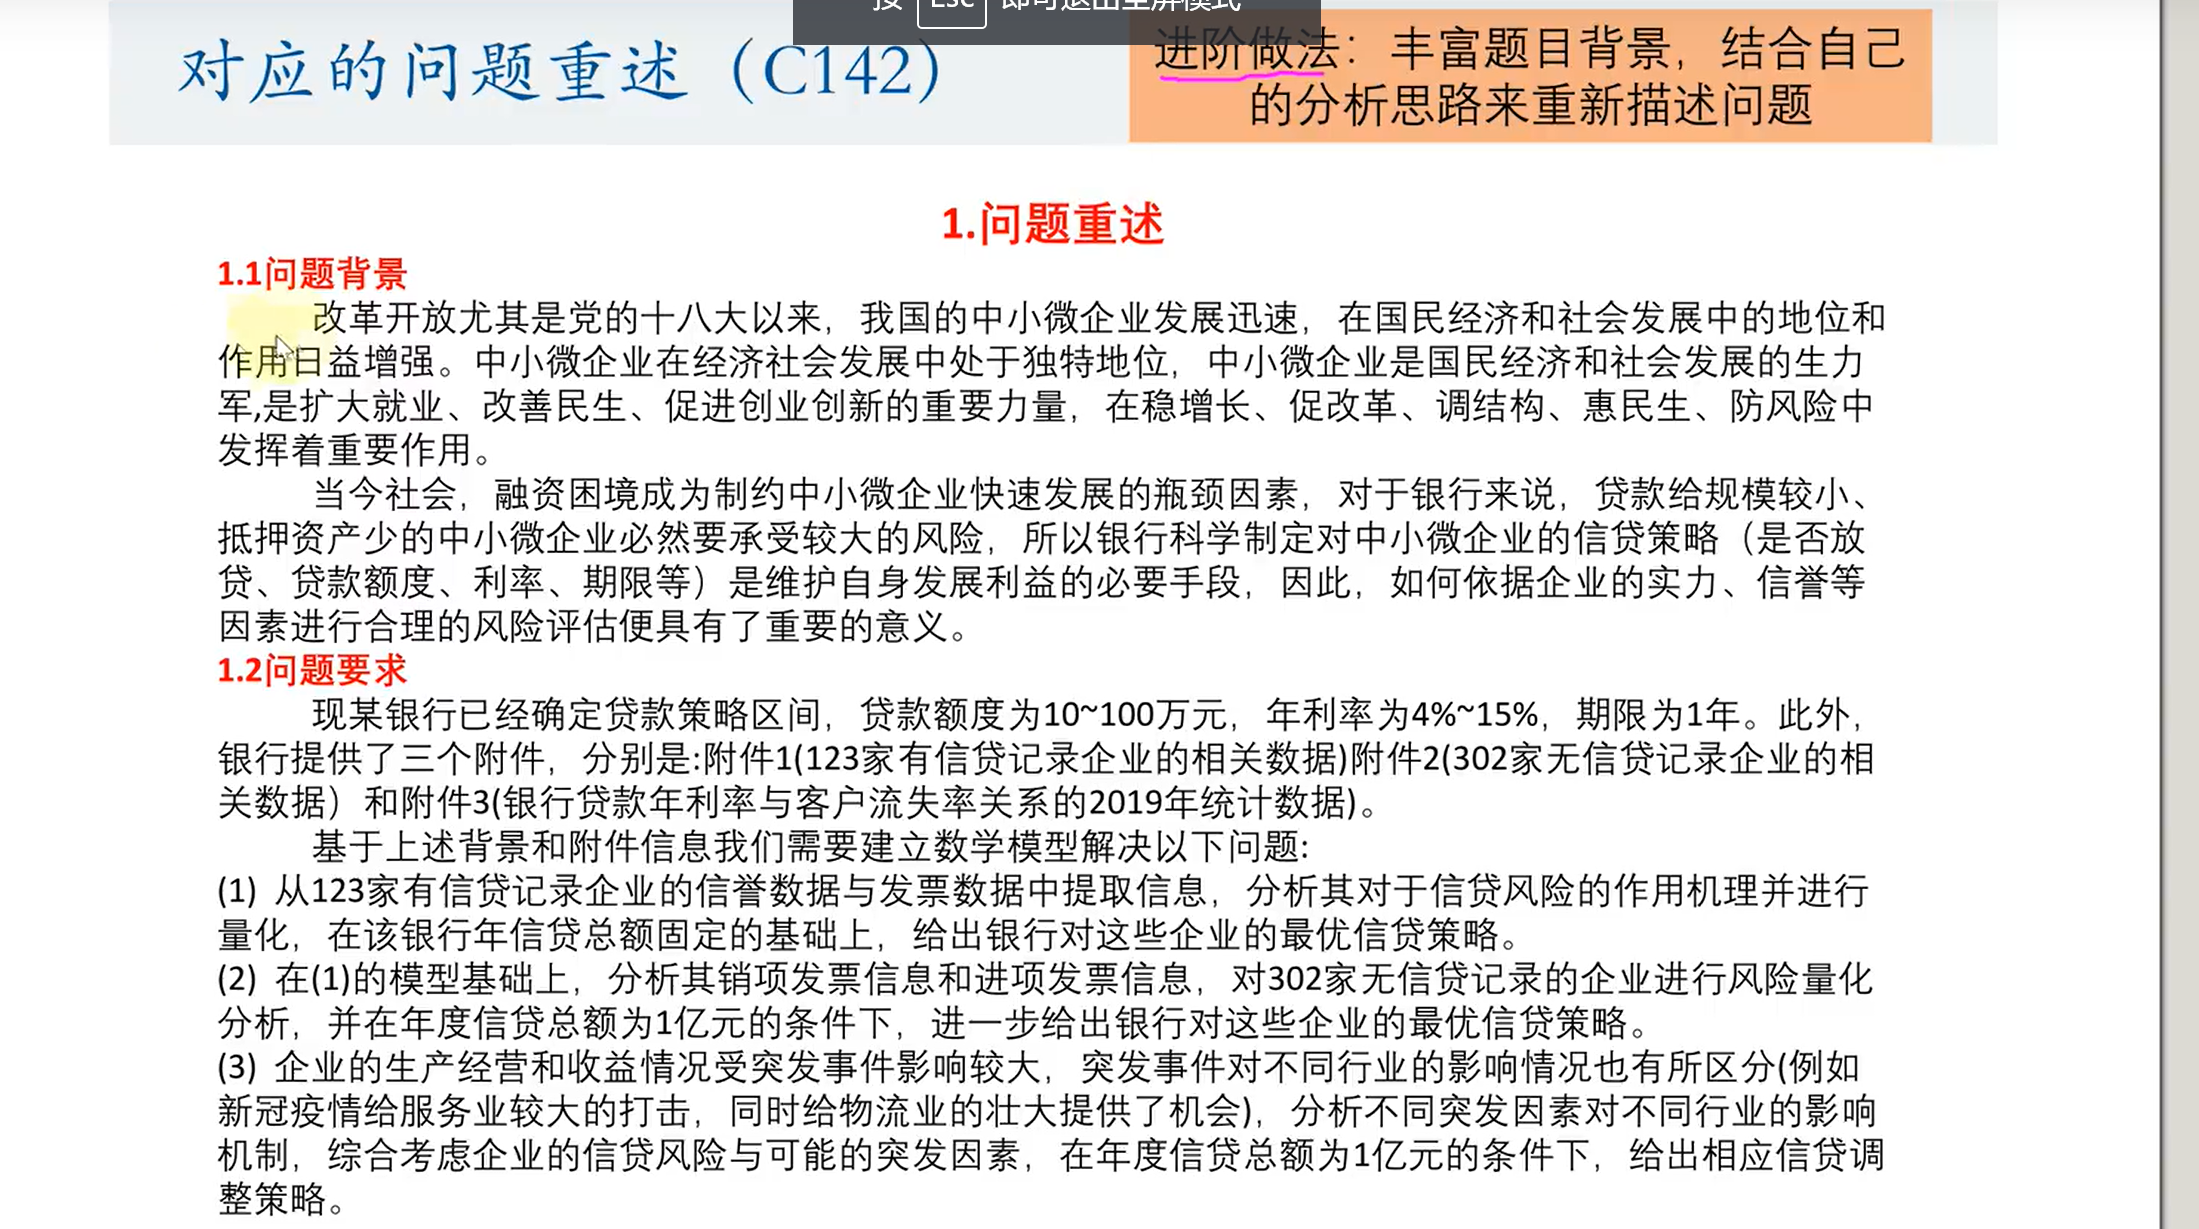 按 Esc 即可退出全屏模式
对应的问题重述（C142）
进阶做法：丰富题目背景，结合自己
的分析思路来重新描述问题
1.问题重述
1.1问题背景
改革开放尤其是党的十八大以来，我国的中小微企业发展迅速，在国民经济和社会发展中的地位和
作用日益增强。中小微企业在经济社会发展中处于独特地位，中小微企业是国民经济和社会发展的生力
军,是扩大就业、改善民生、促进创业创新的重要力量，在稳增长、促改革、调结构、惠民生、防风险中
发挥着重要作用。
当今社会，融资困境成为制约中小微企业快速发展的瓶颈因素，对于银行来说，贷款给规模较小、
抵押资产少的中小微企业必然要承受较大的风险，所以银行科学制定对中小微企业的信贷策略（是否放
贷、贷款额度、利率、期限等）是维护自身发展利益的必要手段，因此，如何依据企业的实力、信誉等
因素进行合理的风险评估便具有了重要的意义。
1.2问题要求
现某银行已经确定贷款策略区间，贷款额度为10~100万元，年利率为4%~15%，期限为1年。此外，
银行提供了三个附件，分别是:附件1(123家有信贷记录企业的相关数据)附件2(302家无信贷记录企业的相
关数据）和附件3(银行贷款年利率与客户流失率关系的2019年统计数据)。
基于上述背景和附件信息我们需要建立数学模型解决以下问题:
(1) 从123家有信贷记录企业的信誉数据与发票数据中提取信息，分析其对于信贷风险的作用机理并进行
量化，在该银行年信贷总额固定的基础上，给出银行对这些企业的最优信贷策略。
(2) 在(1)的模型基础上，分析其销项发票信息和进项发票信息，对302家无信贷记录的企业进行风险量化
分析，并在年度信贷总额为1亿元的条件下，进一步给出银行对这些企业的最优信贷策略。
(3) 企业的生产经营和收益情况受突发事件影响较大，突发事件对不同行业的影响情况也有所区分(例如
新冠疫情给服务业较大的打击，同时给物流业的壮大提供了机会)，分析不同突发因素对不同行业的影响
机制，综合考虑企业的信贷风险与可能的突发因素，在年度信贷总额为1亿元的条件下，给出相应信贷调
整策略。